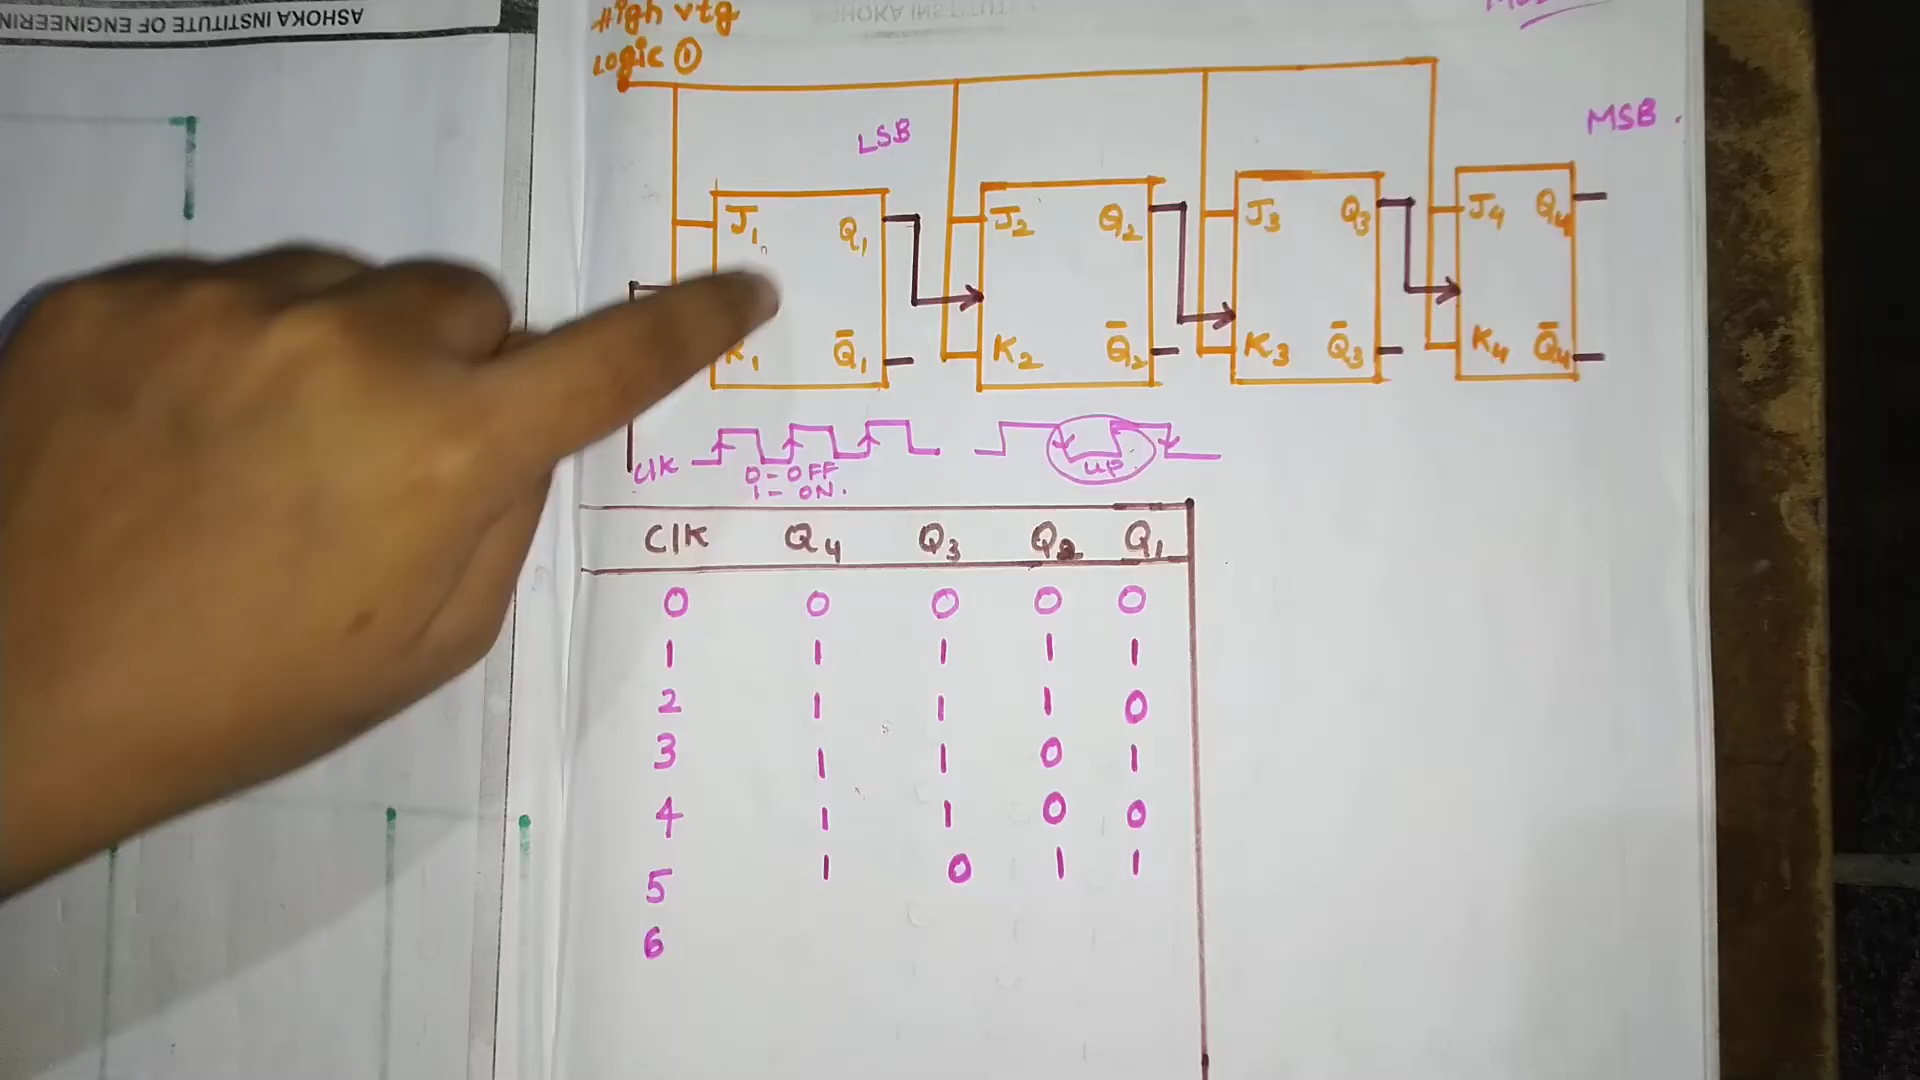 ASHOKA INSTITUTE OF ENGINEERIN
High vtg
Logic ①
LSB
MSB.
J1 Q1 J2 Q2 J3 Q3 J4 Q4
K1 Q̅1 K2 Q̅2 K3 Q̅3 K4 Q̅4
Clk
0 - OFF
1 - ON.
up
Clk Q4 Q3 Q2 Q1
0 0 0 0 0
1 1 1 1 1
2 1 1 1 0
3 1 1 0 1
4 1 1 0 0
5 1 0 1 1
6